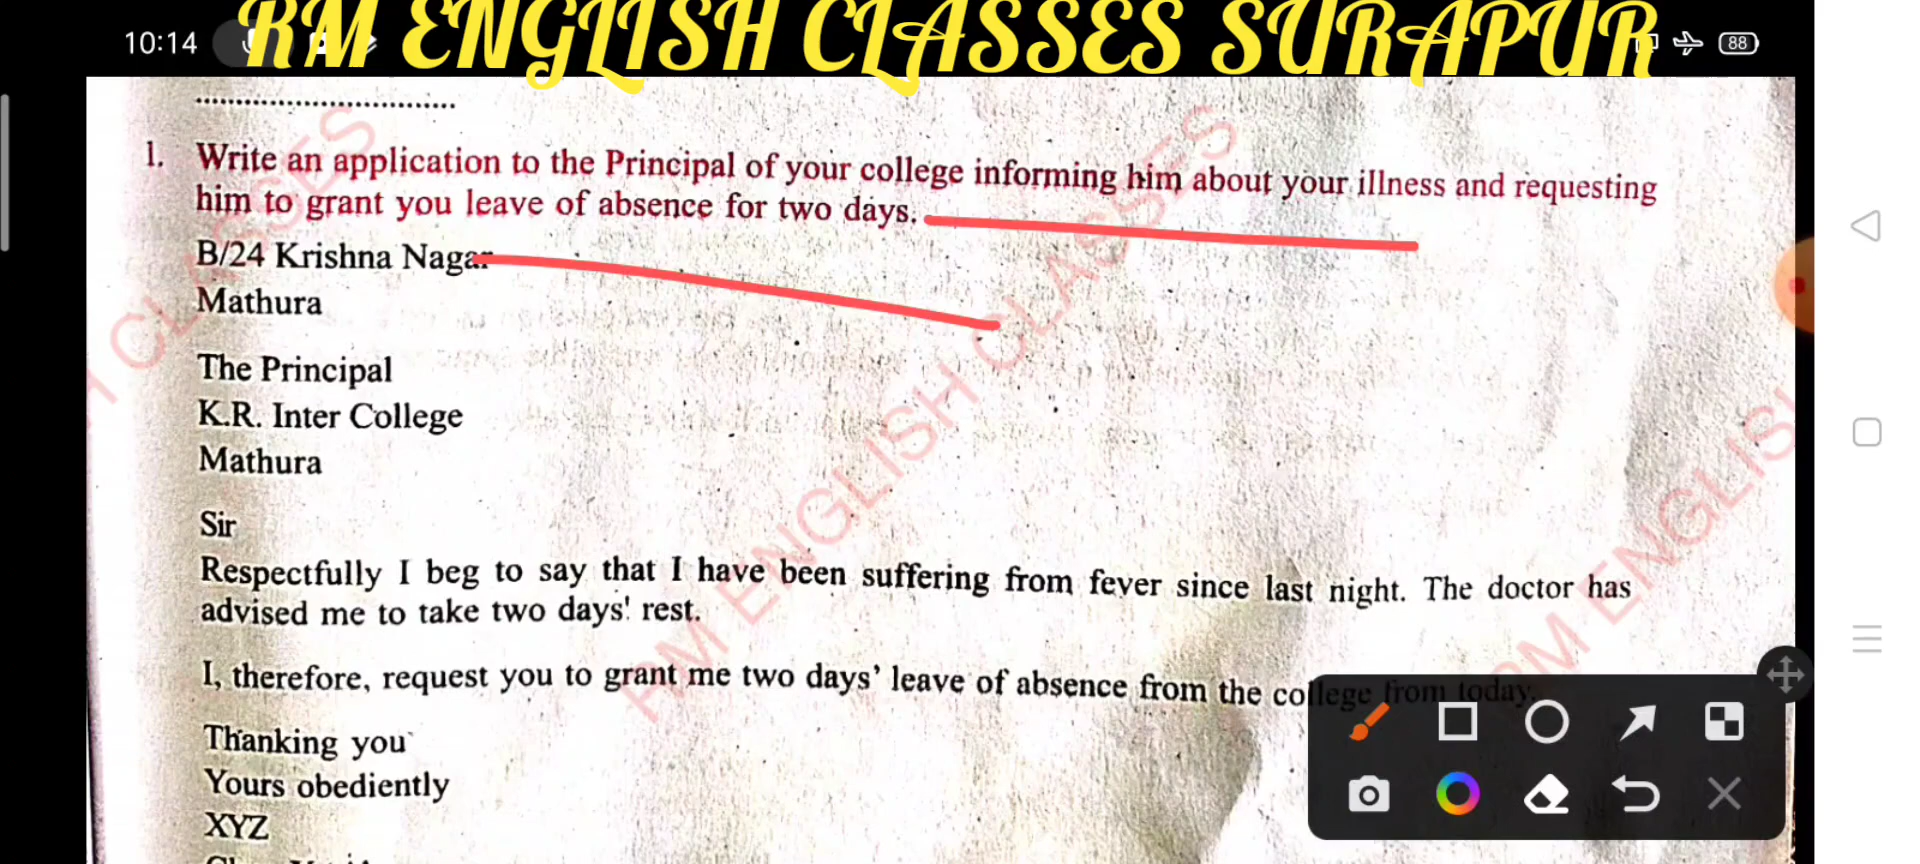 RM ENGLISH CLASSES SURAPUR
10:14
88
1. Write an application to the Principal of your college informing him about your illness and requesting
him to grant you leave of absence for two days.
B/24 Krishna Nagar
Mathura
The Principal
K.R. Inter College
Mathura
Sir
Respectfully I beg to say that I have been suffering from fever since last night. The doctor has
advised me to take two days' rest.
I, therefore, request you to grant me two days’ leave of absence from the college from today.
Thanking you
Yours obediently
XYZ
RM ENGLISH CLASSES